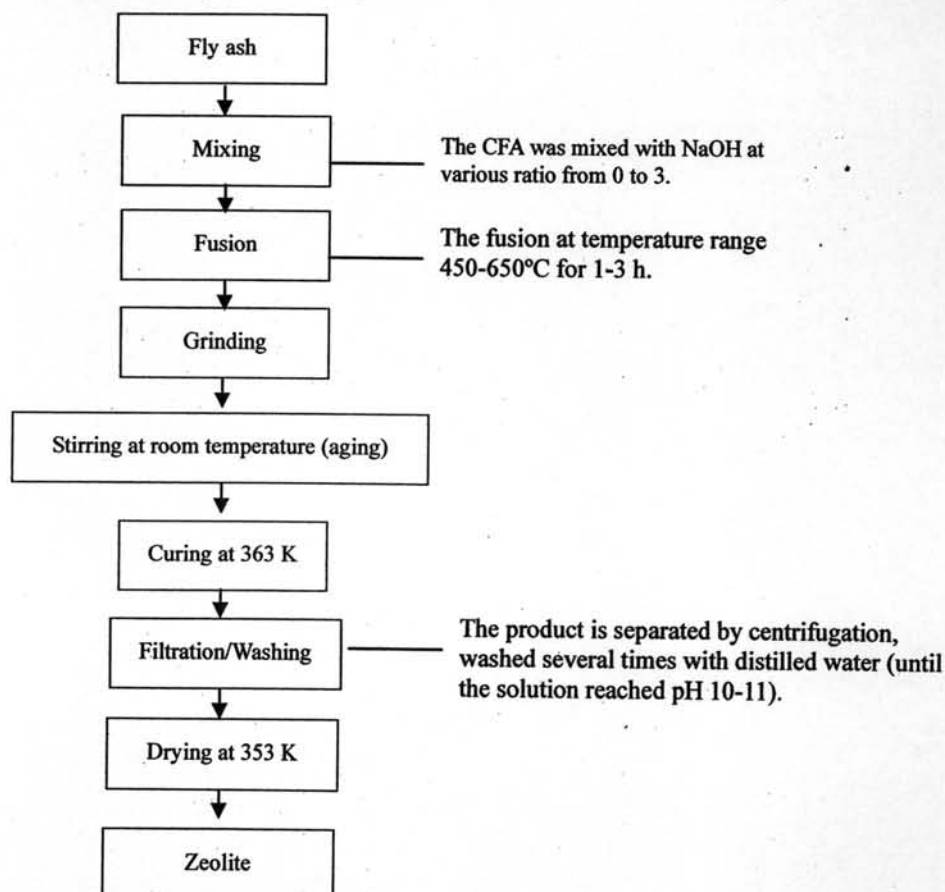 Fly ash
Mixing
The CFA was mixed with NaOH at
various ratio from 0 to 3.
Fusion
The fusion at temperature range
450-650ºC for 1-3 h.
Grinding
Stirring at room temperature (aging)
Curing at 363 K
Filtration/Washing
The product is separated by centrifugation,
washed several times with distilled water (until
the solution reached pH 10-11).
Drying at 353 K
Zeolite